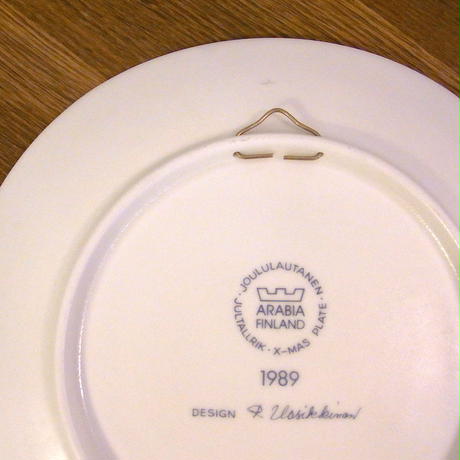 · JOULULAUTANEN · JULTALLRIK · X-MAS PLATE
ARABIA
FINLAND
1989
DESIGN R. Uosikkinen